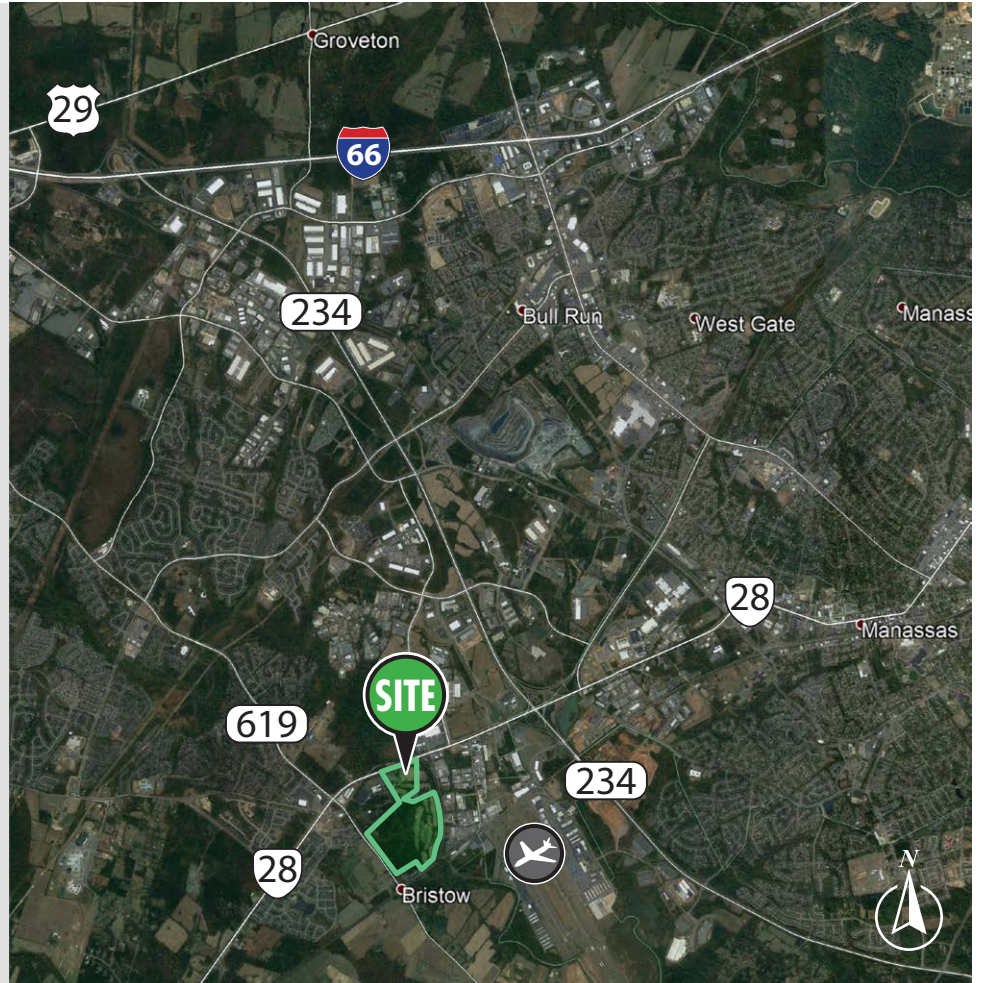 Groveton
29
66
234
Bull Run
West Gate
Manass
28
Manassas
SITE
619
234
28
Bristow
N